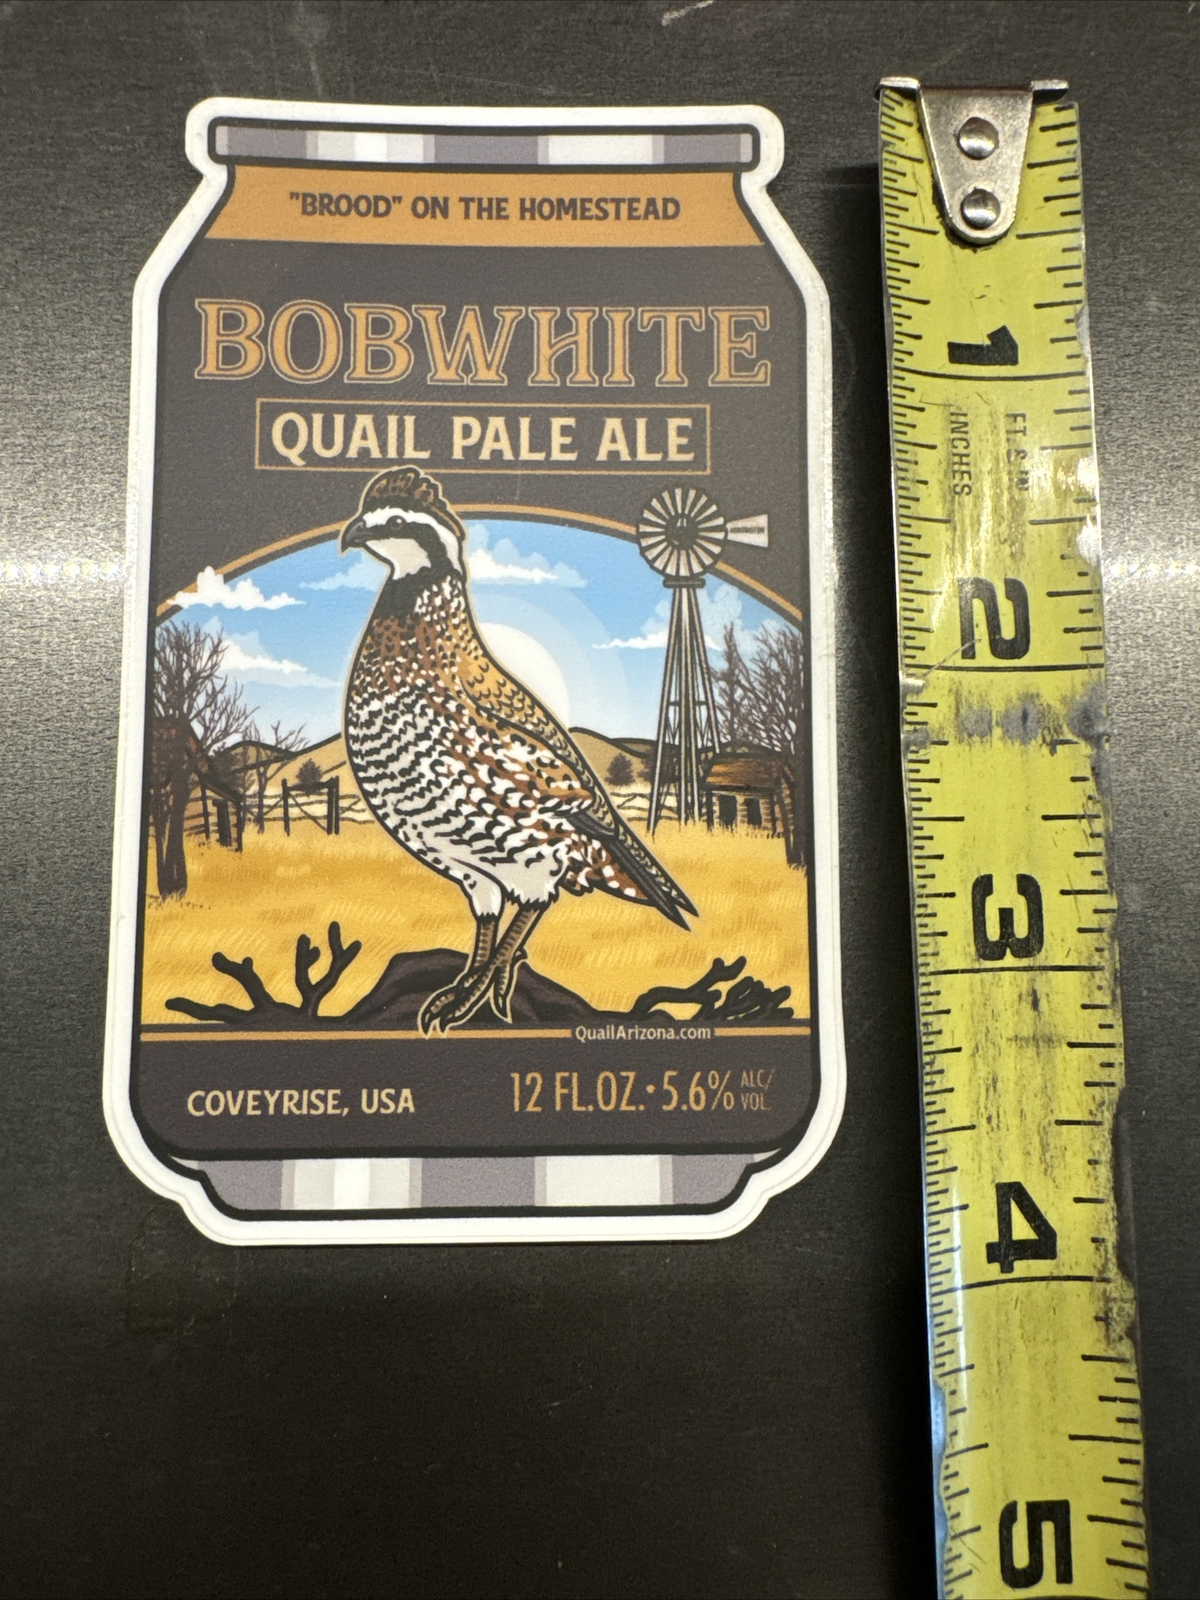 "BROOD" ON THE HOMESTEAD
BOBWHITE
QUAIL PALE ALE
QuailArizona.com
COVEYRISE, USA
12 FL.OZ. • 5.6% ALC/
VOL.
1
FT. & IN
INCHES
2
3
4
5